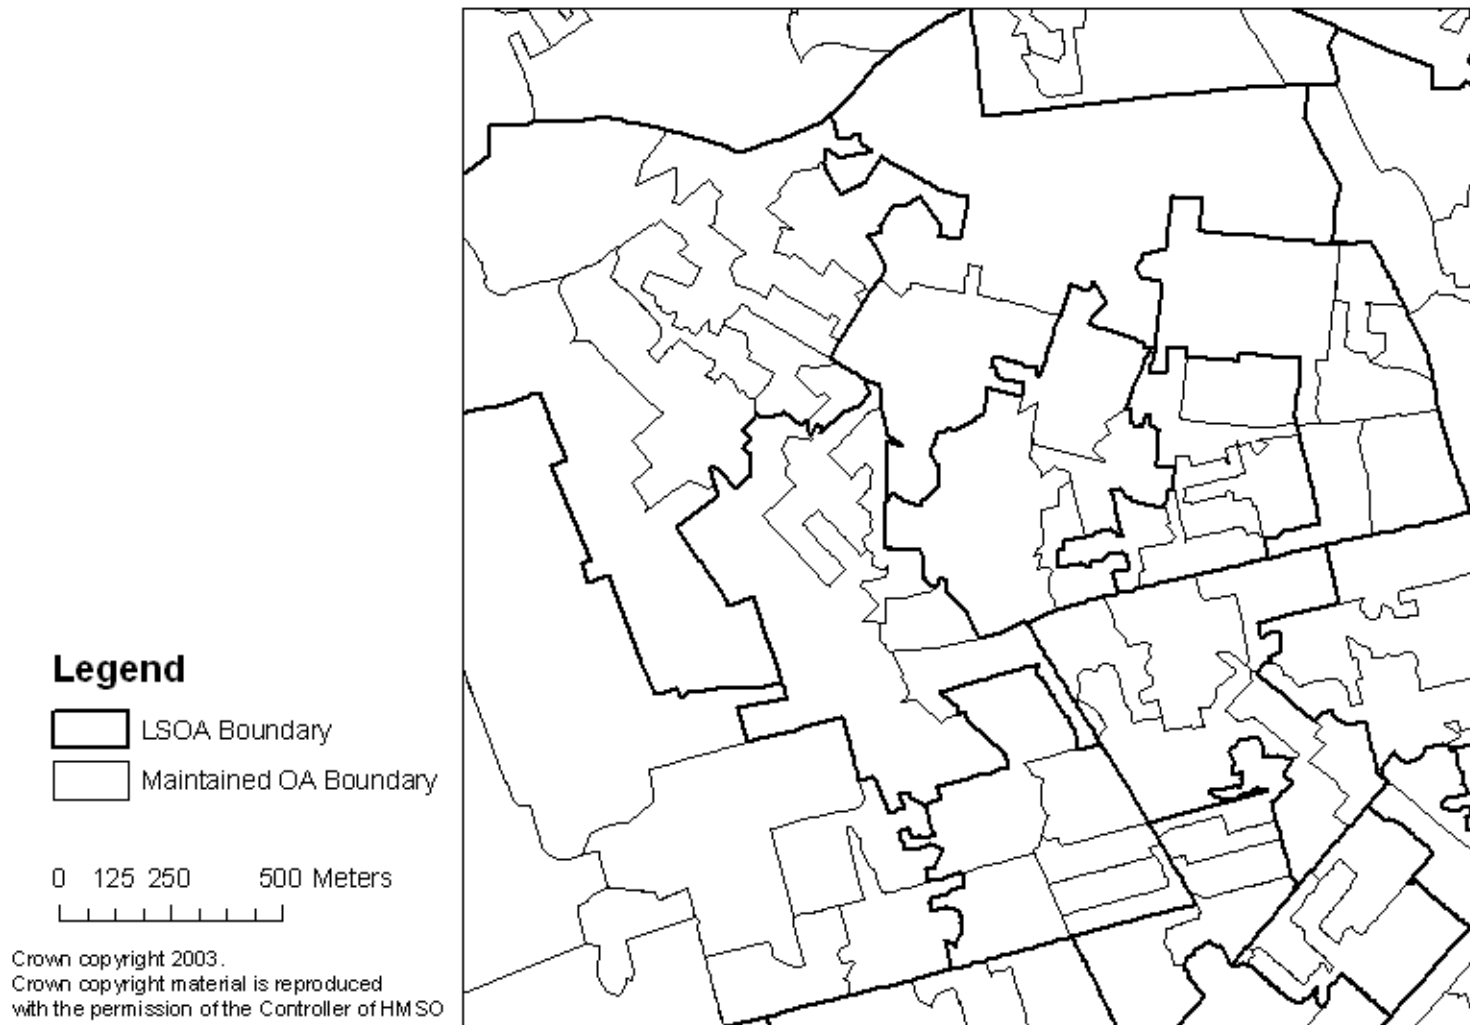 Legend
LSOA Boundary
Maintained OA Boundary
0 125 250 500 Meters
Crown copyright 2003.
Crown copyright material is reproduced
with the permission of the Controller of HMSO